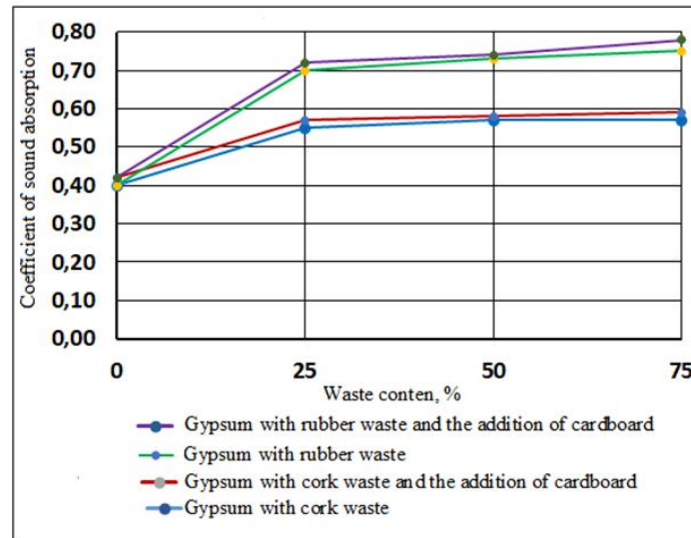 Coefficient of sound absorption
0,80
0,70
0,60
0,50
0,40
0,30
0,20
0,10
0,00
0 25 50 75
Waste conten, %
Gypsum with rubber waste and the addition of cardboard
Gypsum with rubber waste
Gypsum with cork waste and the addition of cardboard
Gypsum with cork waste